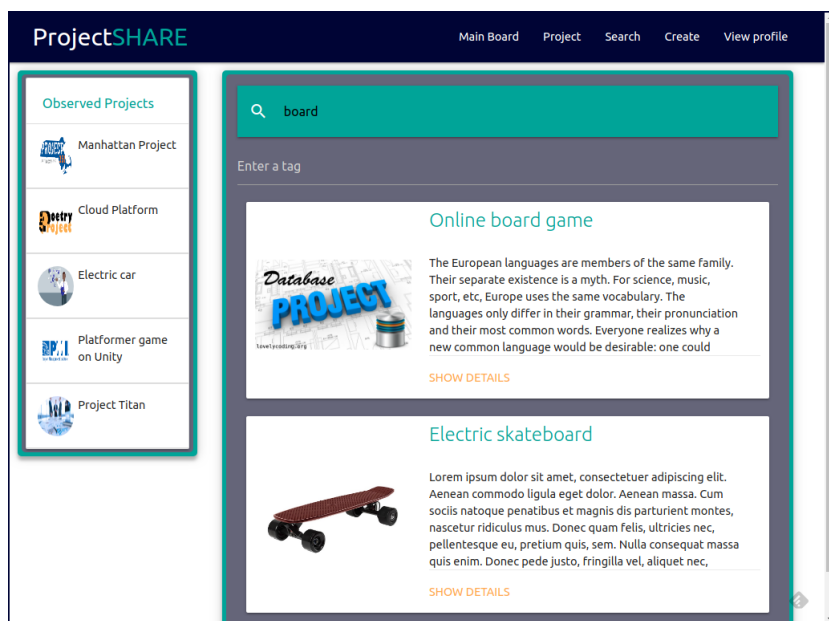 ProjectSHARE
Main Board Project Search Create View profile
Observed Projects
Manhattan Project
Cloud Platform
Electric car
Platformer game
on Unity
Project Titan
board
Enter a tag
Online board game
Database
PROJECT
lovelycoding.org
The European languages are members of the same family.
Their separate existence is a myth. For science, music,
sport, etc, Europe uses the same vocabulary. The
languages only differ in their grammar, their pronunciation
and their most common words. Everyone realizes why a
new common language would be desirable: one could
SHOW DETAILS
Electric skateboard
Lorem ipsum dolor sit amet, consectetuer adipiscing elit.
Aenean commodo ligula eget dolor. Aenean massa. Cum
sociis natoque penatibus et magnis dis parturient montes,
nascetur ridiculus mus. Donec quam felis, ultricies nec,
pellentesque eu, pretium quis, sem. Nulla consequat massa
quis enim. Donec pede justo, fringilla vel, aliquet nec,
SHOW DETAILS